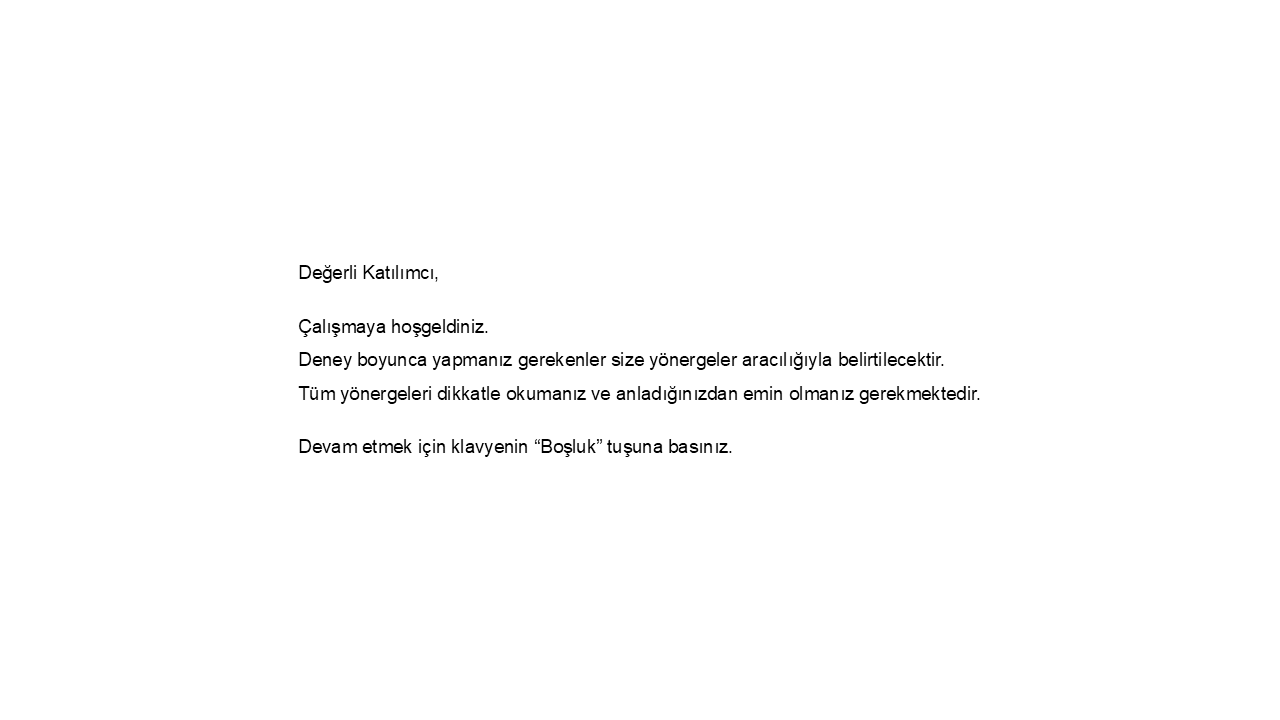 Değerli Katılımcı,
Çalışmaya hoşgeldiniz.
Deney boyunca yapmanız gerekenler size yönergeler aracılığıyla belirtilecektir.
Tüm yönergeleri dikkatle okumanız ve anladığınızdan emin olmanız gerekmektedir.
Devam etmek için klavyenin “Boşluk” tuşuna basınız.